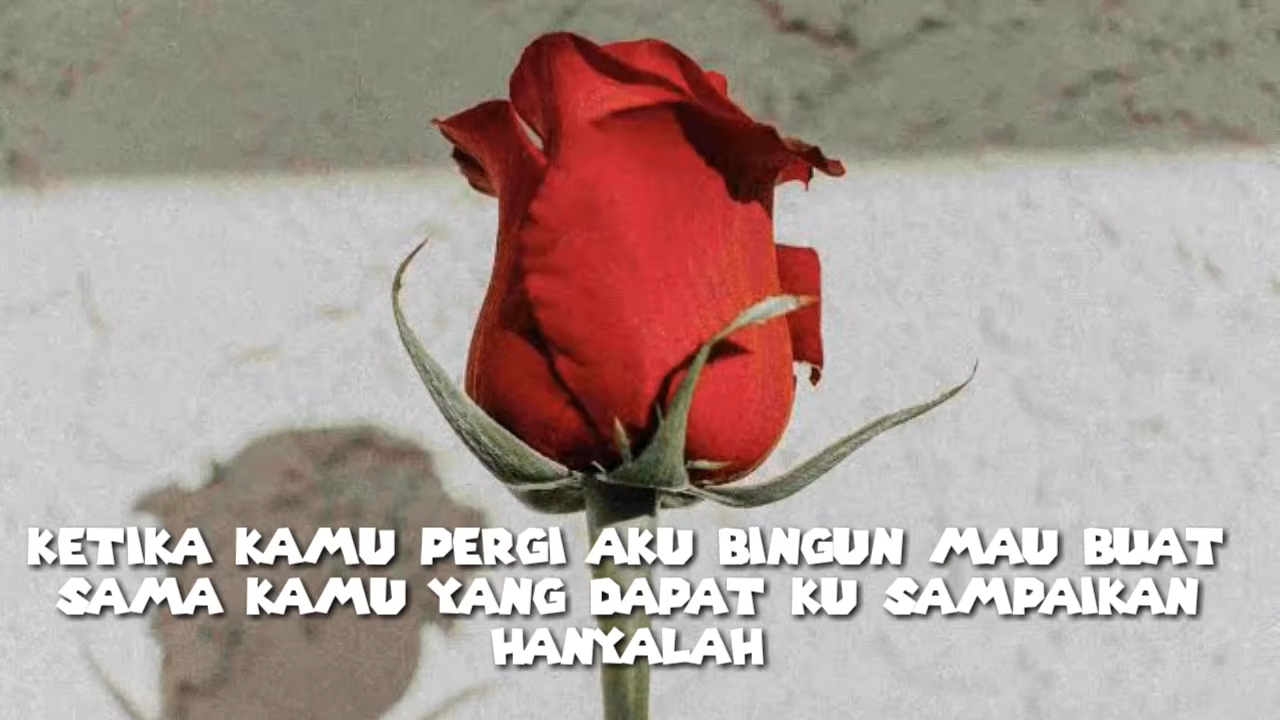 KETIKA KAMU PERGI AKU BINGUN MAU BUAT
SAMA KAMU YANG DAPAT KU SAMPAIKAN
HANYALAH